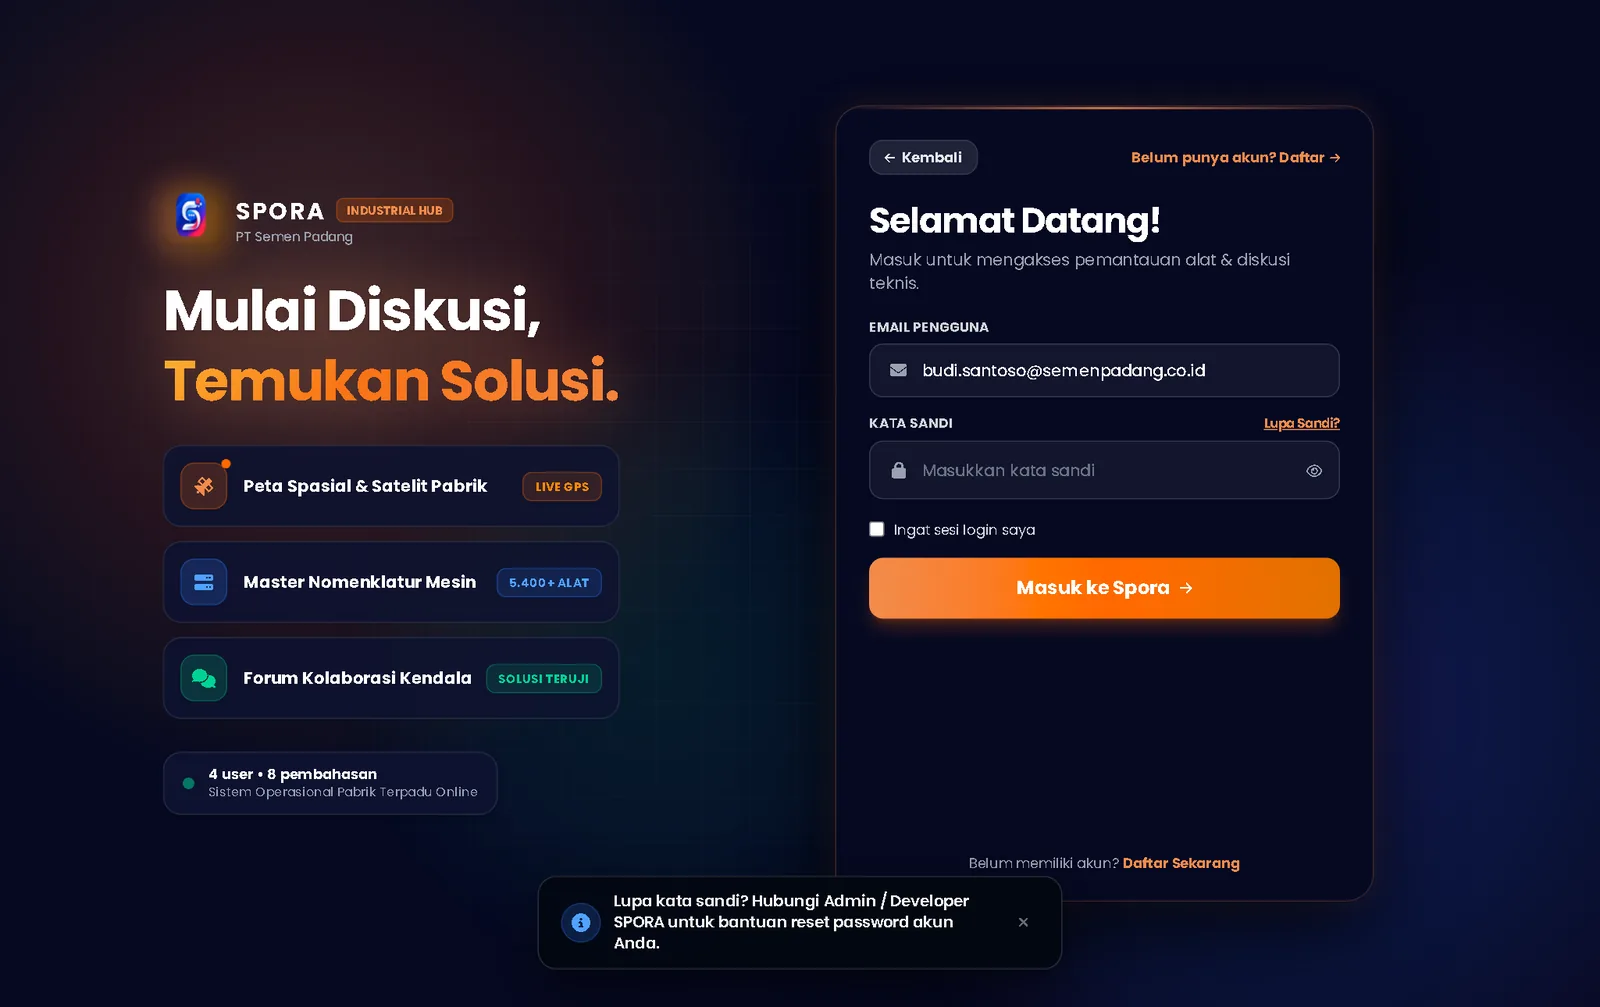 SPORA INDUSTRIAL HUB
PT Semen Padang
Mulai Diskusi,
Temukan Solusi.
Peta Spasial & Satelit Pabrik LIVE GPS
Master Nomenklatur Mesin 5.400+ ALAT
Forum Kolaborasi Kendala SOLUSI TERUJI
4 user • 8 pembahasan
Sistem Operasional Pabrik Terpadu Online
← Kembali Belum punya akun? Daftar →
Selamat Datang!
Masuk untuk mengakses pemantauan alat & diskusi
teknis.
EMAIL PENGGUNA
budi.santoso@semenpadang.co.id
KATA SANDI Lupa Sandi?
Masukkan kata sandi
Ingat sesi login saya
Masuk ke Spora →
Belum memiliki akun? Daftar Sekarang
Lupa kata sandi? Hubungi Admin / Developer
SPORA untuk bantuan reset password akun
Anda.